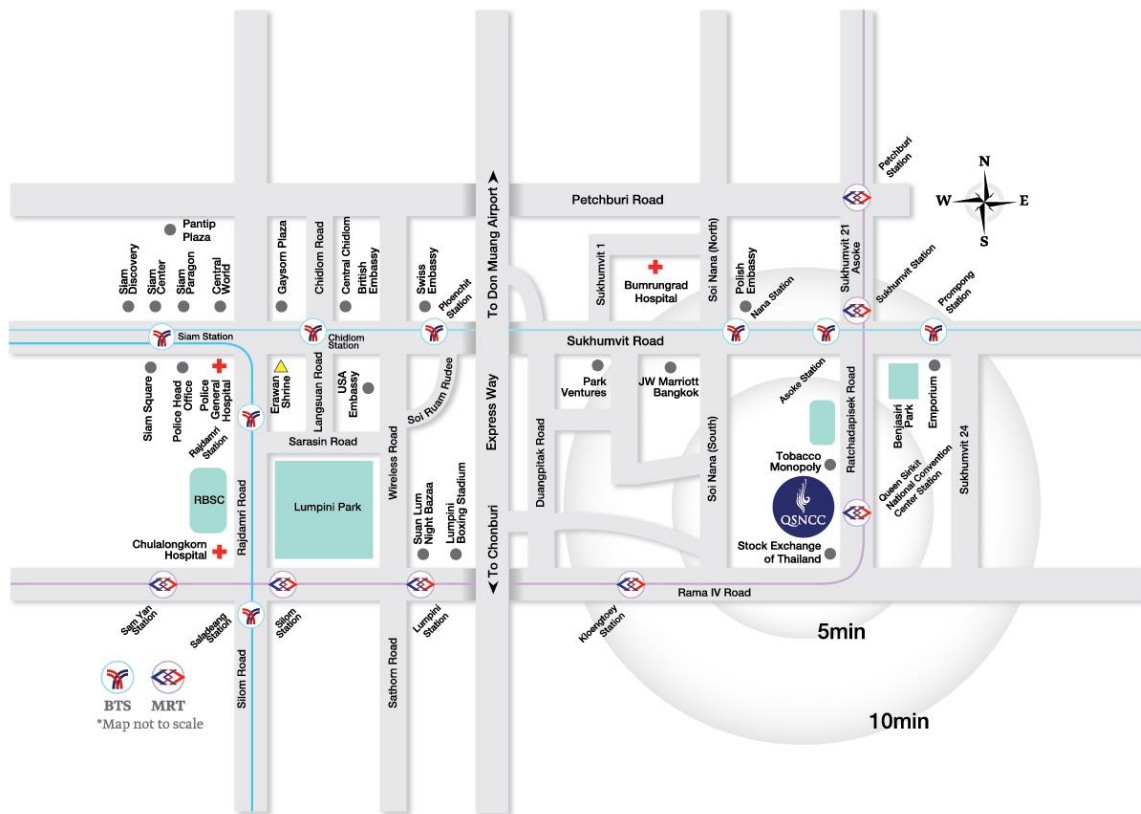 Petchburi
Station
To Don Muang Airport
Petchburi Road
N
W
E
S
Pantip
Plaza
Siam
Discovery
Siam
Center
Siam
Paragon
Central
World
Gaysorn Plaza
Chidlom Road
Central Chidlom
British
Embassy
Swiss
Embassy
Ploenchit
Station
Sukhumvit 1
Bumrungrad
Hospital
Soi Nana (North)
Polish
Embassy
Nana Station
Sukhumvit 21
Asoke
Sukhumvit Station
Prompong
Station
Siam Station
Chidlom
Station
Sukhumvit Road
Siam Square
Police Head
Office
Police
General
Hospital
Rajdamri
Station
Erawan
Shrine
Langsuan Road
USA
Embassy
Soi Ruam Rudee
Express Way
Park
Ventures
JW Marriott
Bangkok
Asoke Station
Ratchadapisek Road
Benjasiri
Park
Emporium
Sarasin Road
Wireless Road
Duangpitak Road
Soi Nana (South)
Tobacco
Monopoly
Queen Sirikit
National Convention
Center Station
Sukhumvit 24
RBSC
Rajdamri Road
Lumpini Park
Suan Lum
Night Bazaa
Lumpini
Boxing Stadium
QSNCC
Chulalongkorn
Hospital
To Chonburi
Stock Exchange
of Thailand
Rama IV Road
Sam Yan
Station
Saladeang
Station
Silom
Station
Lumpini
Station
Kloengtoey
Station
5min
Silom Road
Sathorn Road
BTS
MRT
*Map not to scale
10min